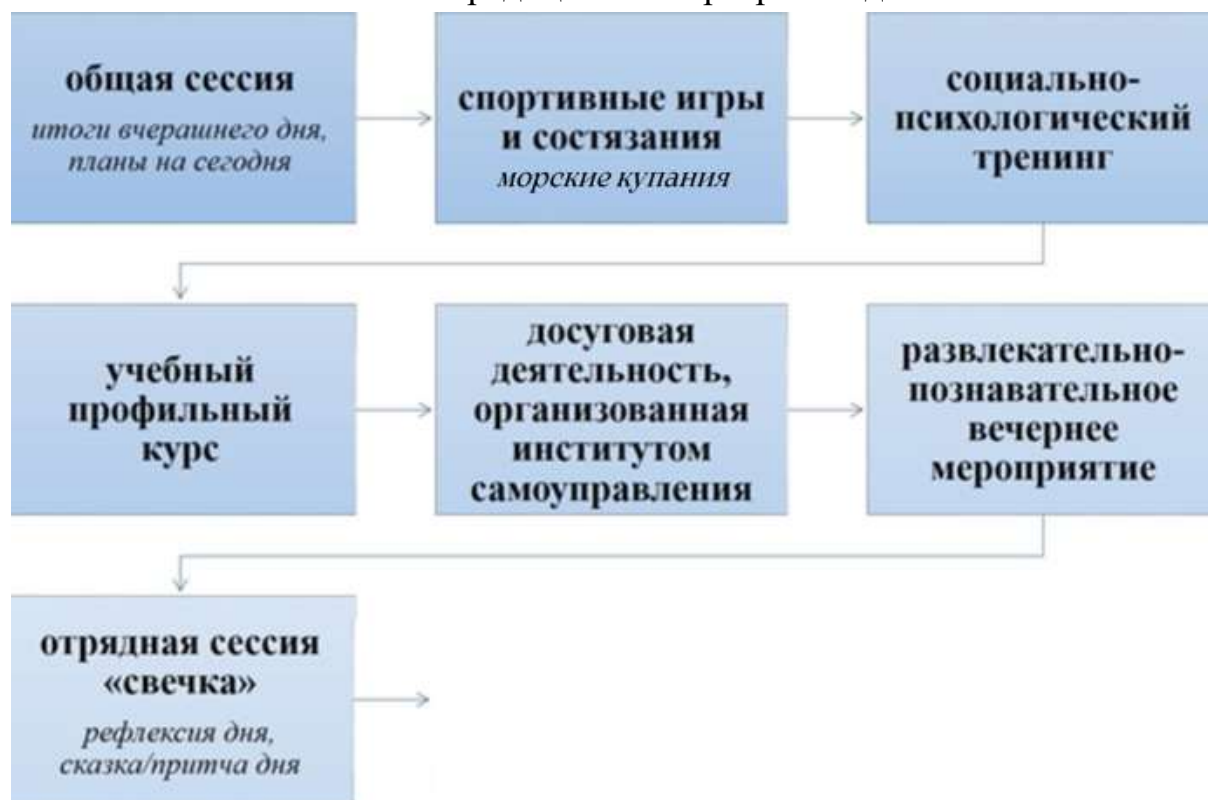 общая сессия
итоги вчерашнего дня,
планы на сегодня
спортивные игры
и состязания
морские купания
социально-
психологический
тренинг
учебный
профильный
курс
досуговая
деятельность,
организованная
институтом
самоуправления
развлекательно-
познавательное
вечернее
мероприятие
отрядная сессия
«свечка»
рефлексия дня,
сказка/притча дня